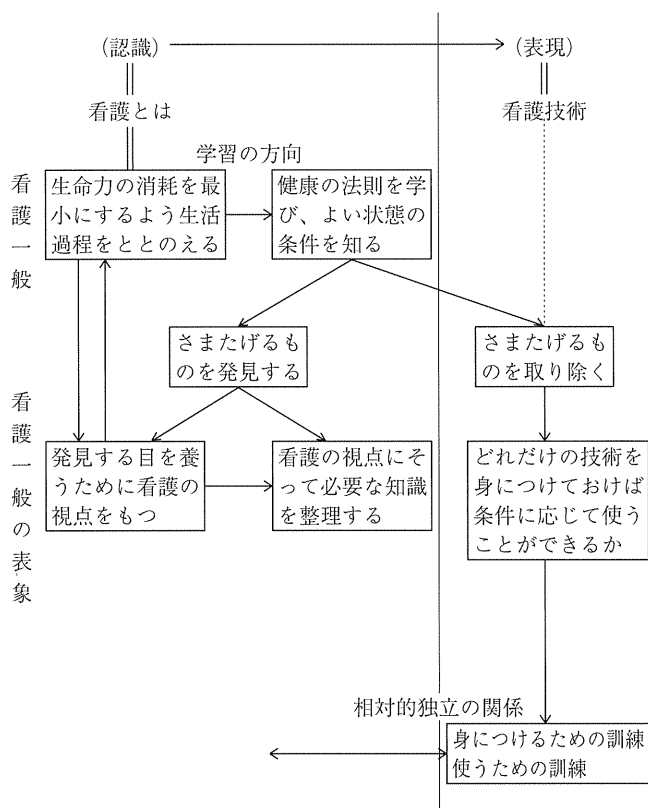 (認識)
(表現)
看護とは
看護技術
学習の方向
看護一般
生命力の消耗を最
小にするよう生活
過程をととのえる
健康の法則を学
び、よい状態の
条件を知る
さまたげるも
のを発見する
さまたげるも
のを取り除く
看護一般の表象
発見する目を養
うために看護の
視点をもつ
看護の視点にそ
って必要な知識
を整理する
どれだけの技術を
身につけておけば
条件に応じて使う
ことができるか
相対的独立の関係
身につけるための訓練
使うための訓練